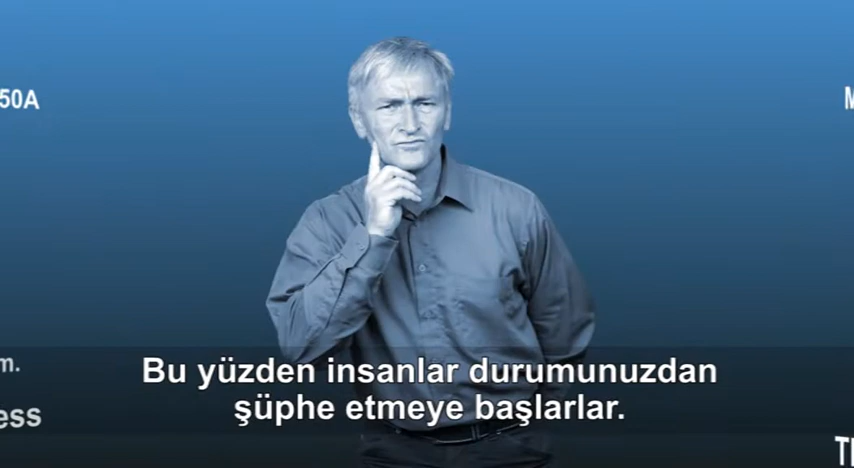 50A
M
m.
ess
Bu yüzden insanlar durumunuzdan
şüphe etmeye başlarlar.